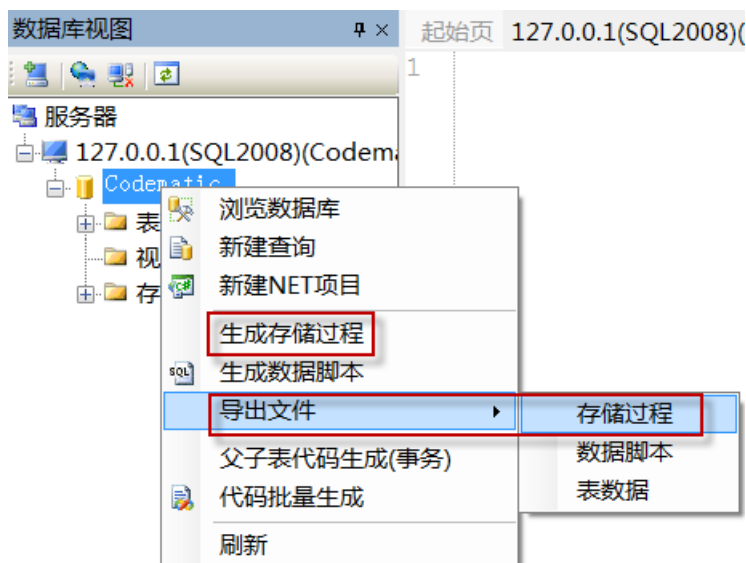 数据库视图
起始页 127.0.0.1(SQL2008)(
1
服务器
127.0.0.1(SQL2008)(Codem
Codematic
表
视
存
浏览数据库
新建查询
新建NET项目
生成存储过程
生成数据脚本
导出文件
父子表代码生成(事务)
代码批量生成
刷新
存储过程
数据脚本
表数据